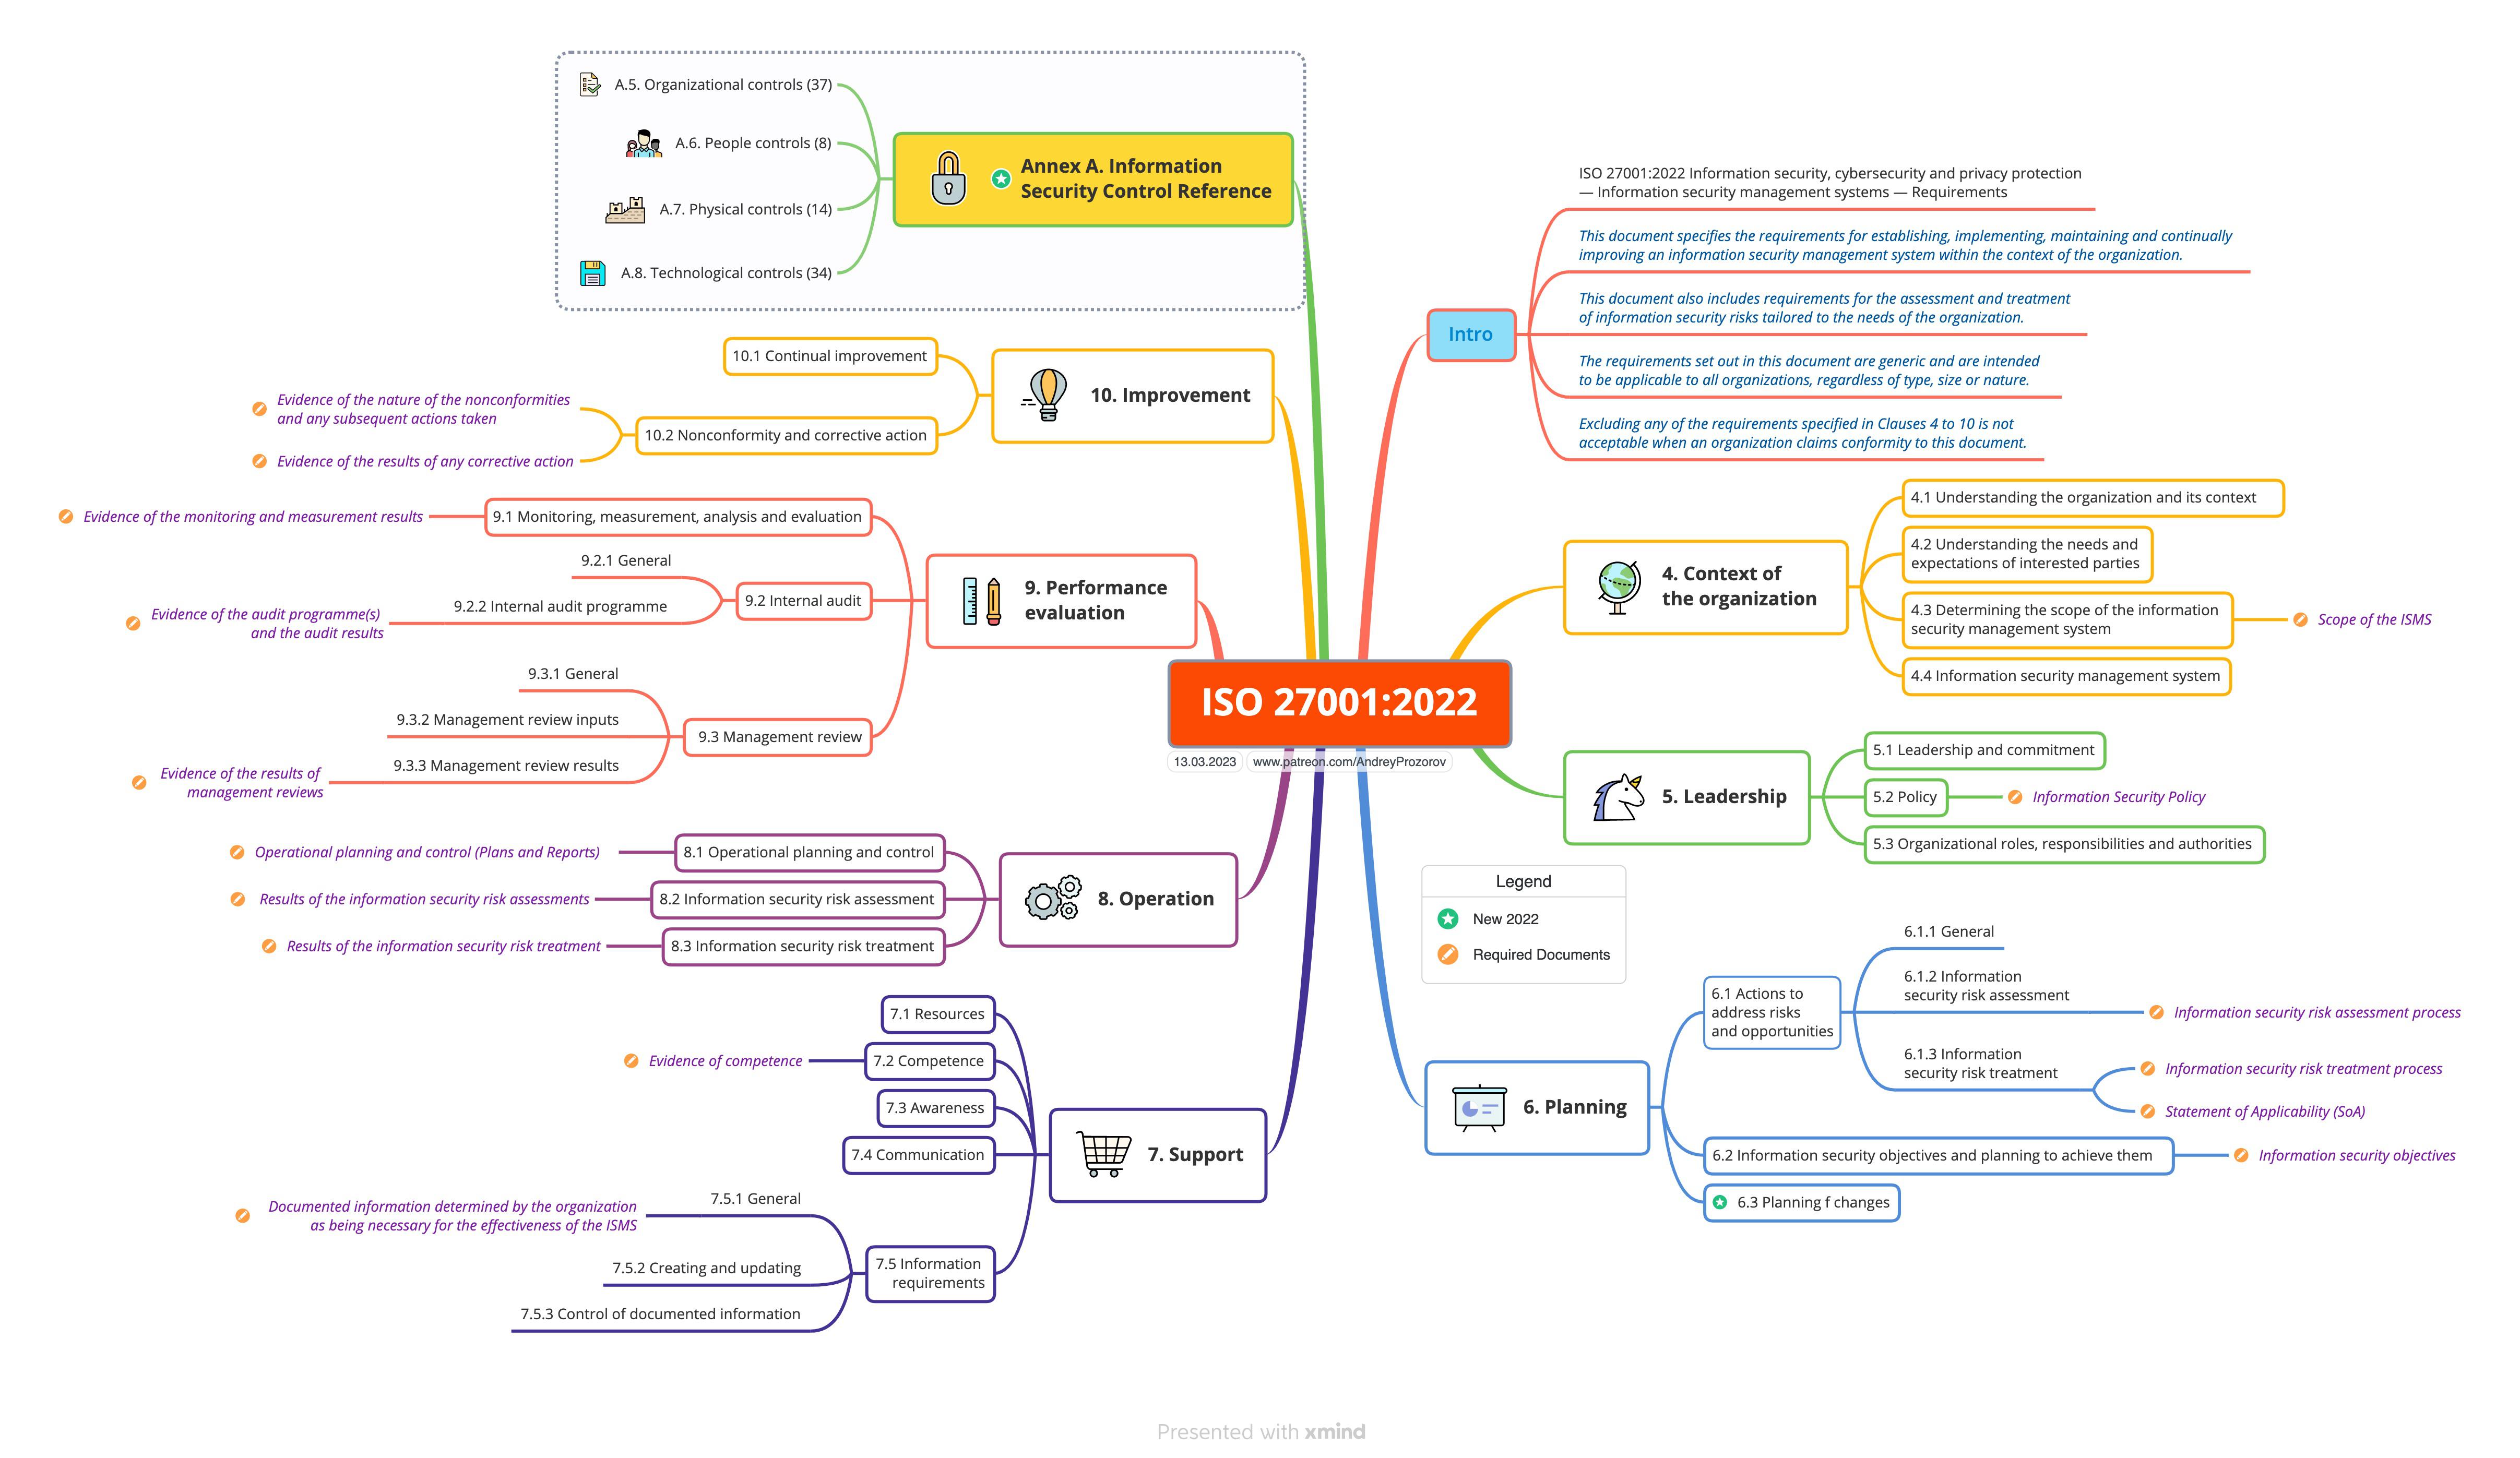 A.5. Organizational controls (37)
A.6. People controls (8)
A.7. Physical controls (14)
A.8. Technological controls (34)
Annex A. Information
Security Control Reference
10.1 Continual improvement
10.2 Nonconformity and corrective action
Evidence of the nature of the nonconformities
and any subsequent actions taken
Evidence of the results of any corrective action
10. Improvement
Evidence of the monitoring and measurement results
9.1 Monitoring, measurement, analysis and evaluation
9.2.1 General
9.2.2 Internal audit programme
9.2 Internal audit
Evidence of the audit programme(s)
and the audit results
9. Performance
evaluation
9.3.1 General
9.3.2 Management review inputs
9.3.3 Management review results
9.3 Management review
Evidence of the results of
management reviews
Operational planning and control (Plans and Reports)
8.1 Operational planning and control
Results of the information security risk assessments
8.2 Information security risk assessment
Results of the information security risk treatment
8.3 Information security risk treatment
8. Operation
7.1 Resources
Evidence of competence
7.2 Competence
7.3 Awareness
7.4 Communication
7. Support
7.5.1 General
Documented information determined by the organization
as being necessary for the effectiveness of the ISMS
7.5.2 Creating and updating
7.5.3 Control of documented information
7.5 Information
requirements
ISO 27001:2022
13.03.2023
www.patreon.com/AndreyProzorov
Intro
ISO 27001:2022 Information security, cybersecurity and privacy protection
— Information security management systems — Requirements
This document specifies the requirements for establishing, implementing, maintaining and continually
improving an information security management system within the context of the organization.
This document also includes requirements for the assessment and treatment
of information security risks tailored to the needs of the organization.
The requirements set out in this document are generic and are intended
to be applicable to all organizations, regardless of type, size or nature.
Excluding any of the requirements specified in Clauses 4 to 10 is not
acceptable when an organization claims conformity to this document.
4. Context of
the organization
4.1 Understanding the organization and its context
4.2 Understanding the needs and
expectations of interested parties
4.3 Determining the scope of the information
security management system
Scope of the ISMS
4.4 Information security management system
5. Leadership
5.1 Leadership and commitment
5.2 Policy
Information Security Policy
5.3 Organizational roles, responsibilities and authorities
Legend
New 2022
Required Documents
6. Planning
6.1 Actions to
address risks
and opportunities
6.1.1 General
6.1.2 Information
security risk assessment
Information security risk assessment process
6.1.3 Information
security risk treatment
Information security risk treatment process
Statement of Applicability (SoA)
6.2 Information security objectives and planning to achieve them
Information security objectives
6.3 Planning f changes
Presented with xmind